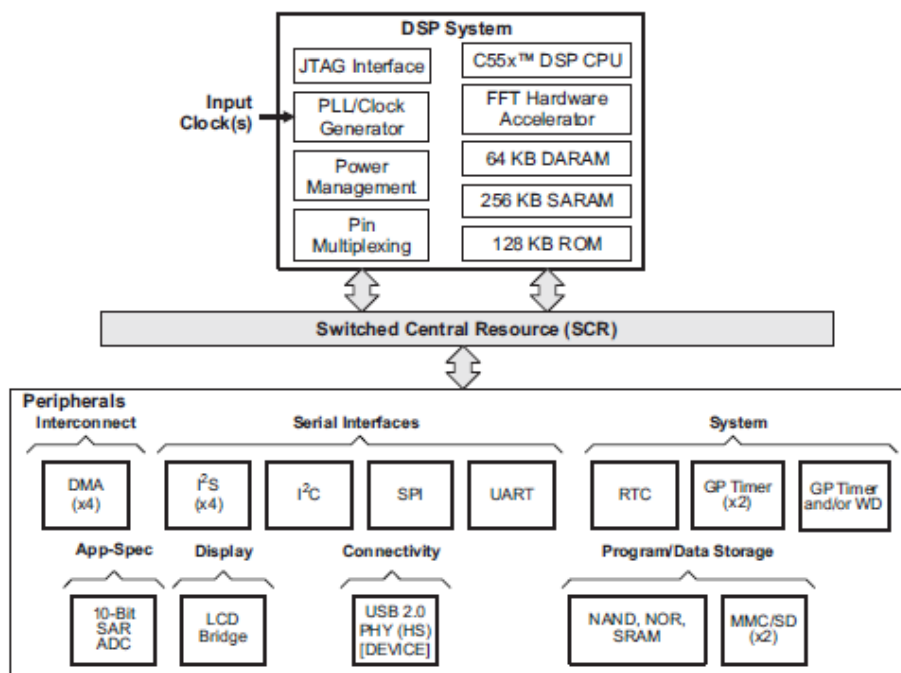 DSP System
JTAG Interface
C55x™ DSP CPU
Input
Clock(s)
PLL/Clock
Generator
FFT Hardware
Accelerator
Power
Management
64 KB DARAM
256 KB SARAM
Pin
Multiplexing
128 KB ROM
Switched Central Resource (SCR)
Peripherals
Interconnect
Serial Interfaces
System
DMA
(x4)
I²S
(x4)
I²C
SPI
UART
RTC
GP Timer
(x2)
GP Timer
and/or WD
App-Spec
Display
Connectivity
Program/Data Storage
10-Bit
SAR
ADC
LCD
Bridge
USB 2.0
PHY (HS)
[DEVICE]
NAND, NOR,
SRAM
MMC/SD
(x2)